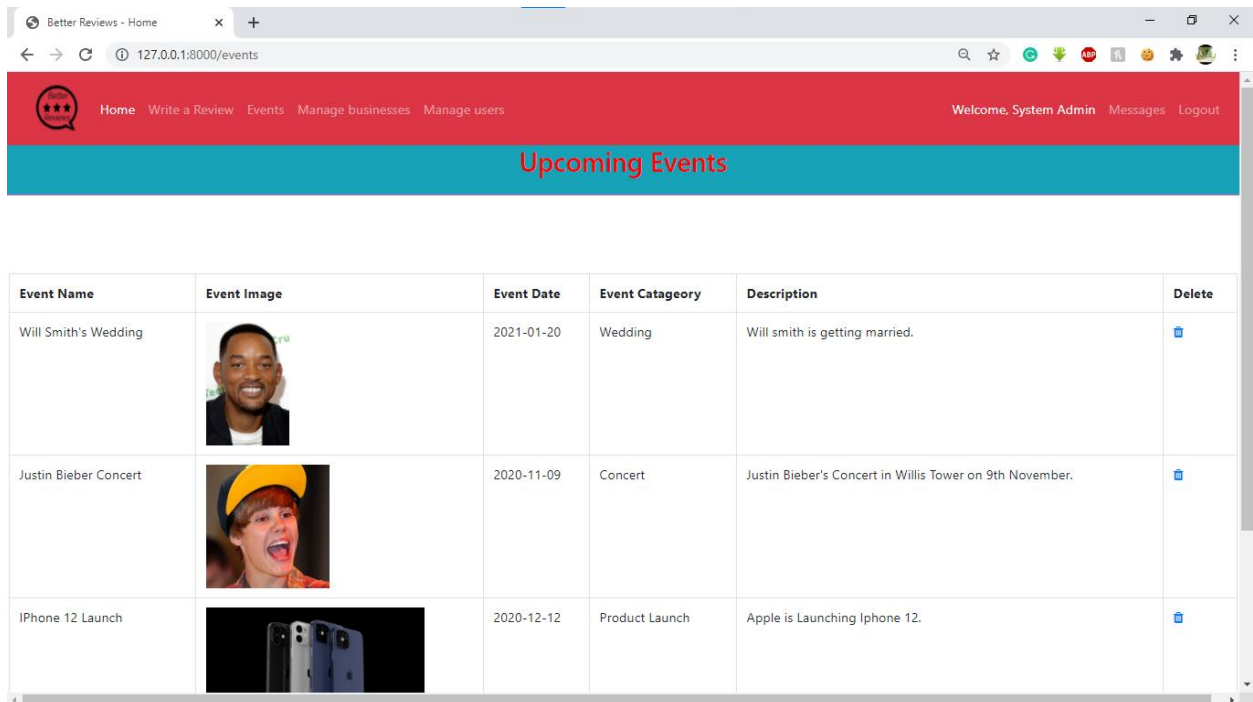 Better Reviews - Home
127.0.0.1:8000/events
ABP
Better
Reviews
Home Write a Review Events Manage businesses Manage users Welcome, System Admin Messages Logout
Upcoming Events
Event Name Event Image Event Date Event Catageory Description Delete
Will Smith's Wedding 2021-01-20 Wedding Will smith is getting married.
Justin Bieber Concert 2020-11-09 Concert Justin Bieber's Concert in Willis Tower on 9th November.
IPhone 12 Launch 2020-12-12 Product Launch Apple is Launching Iphone 12.